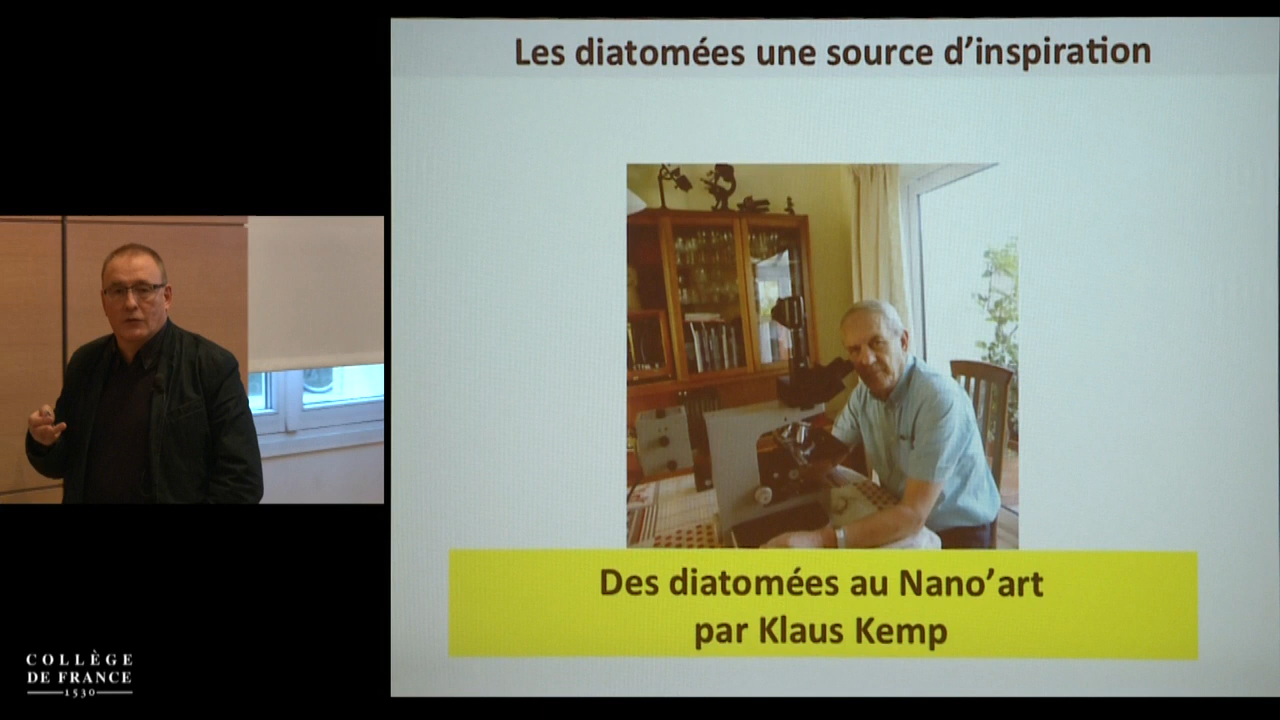 Les diatomées une source d'inspiration
Des diatomées au Nano'art
par Klaus Kemp
COLLÈGE
DE FRANCE
1530